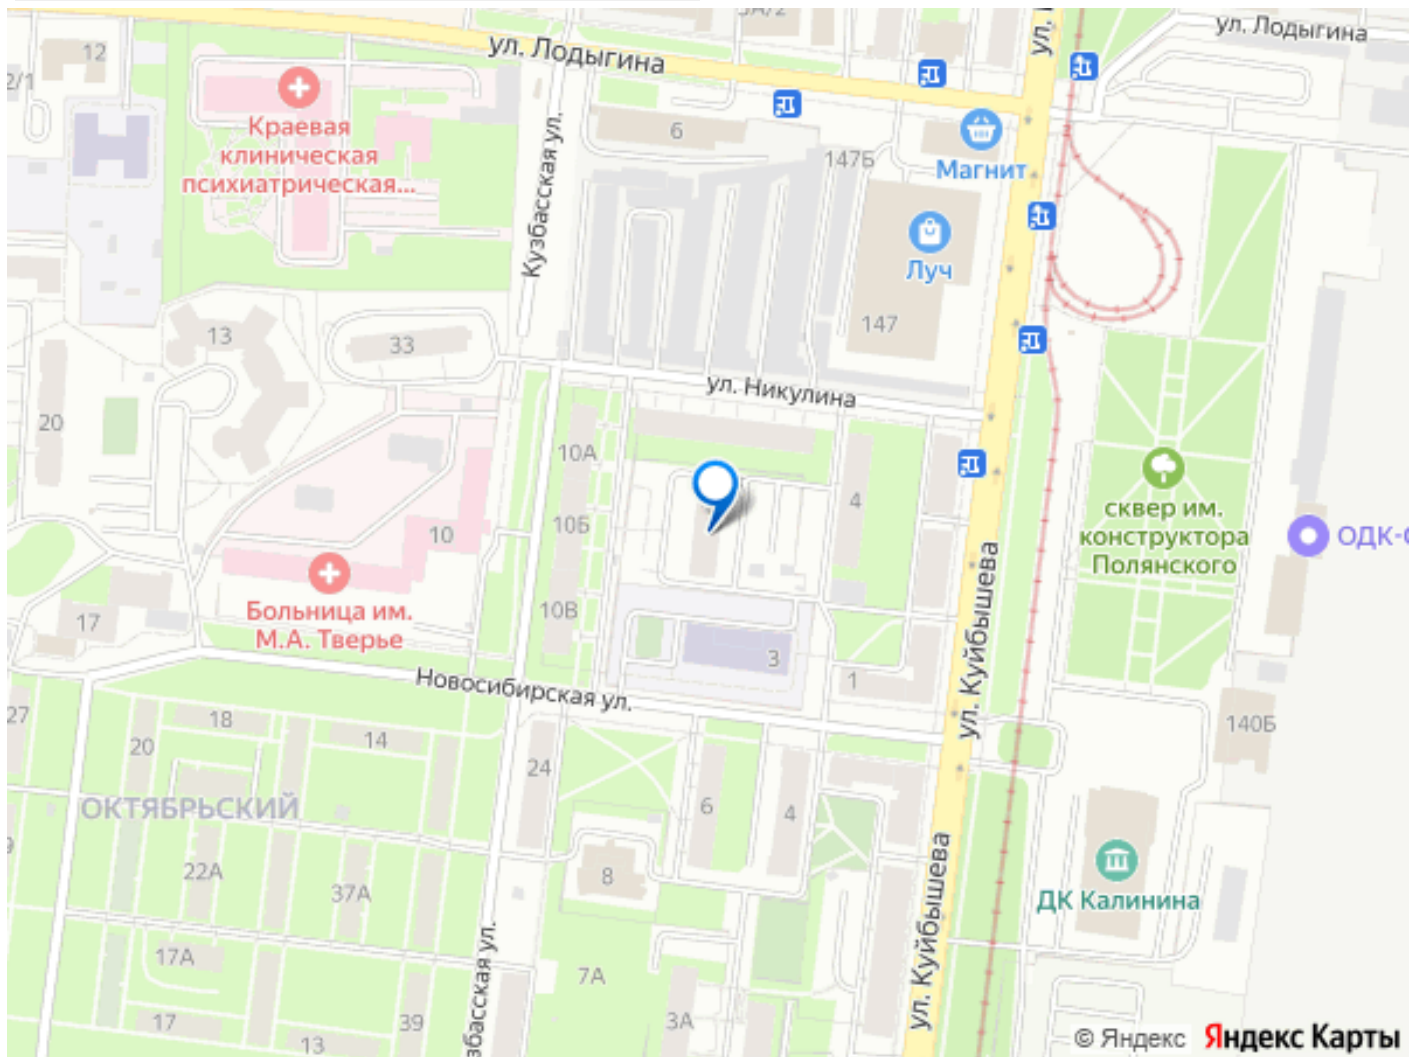 3А/2
ул. Лодыгина
ул. Лодыгина
12
2/1
Краевая
клиническая
психиатрическая...
Кузбасская ул.
6
147Б
Магнит
Луч
147
13
33
ул. Никулина
20
10А
4
10Б
10
сквер им.
конструктора
Полянского
ОДК-С
Больница им.
М.А. Тверье
10В
17
3
1
ул. Куйбышева
Новосибирская ул.
27
18
14
20
24
140Б
ОКТЯБРЬСКИЙ
6
4
22А
37А
8
ДК Калинина
ул. Куйбышева
17А
7А
17
39
3А
13
© Яндекс Яндекс Карты